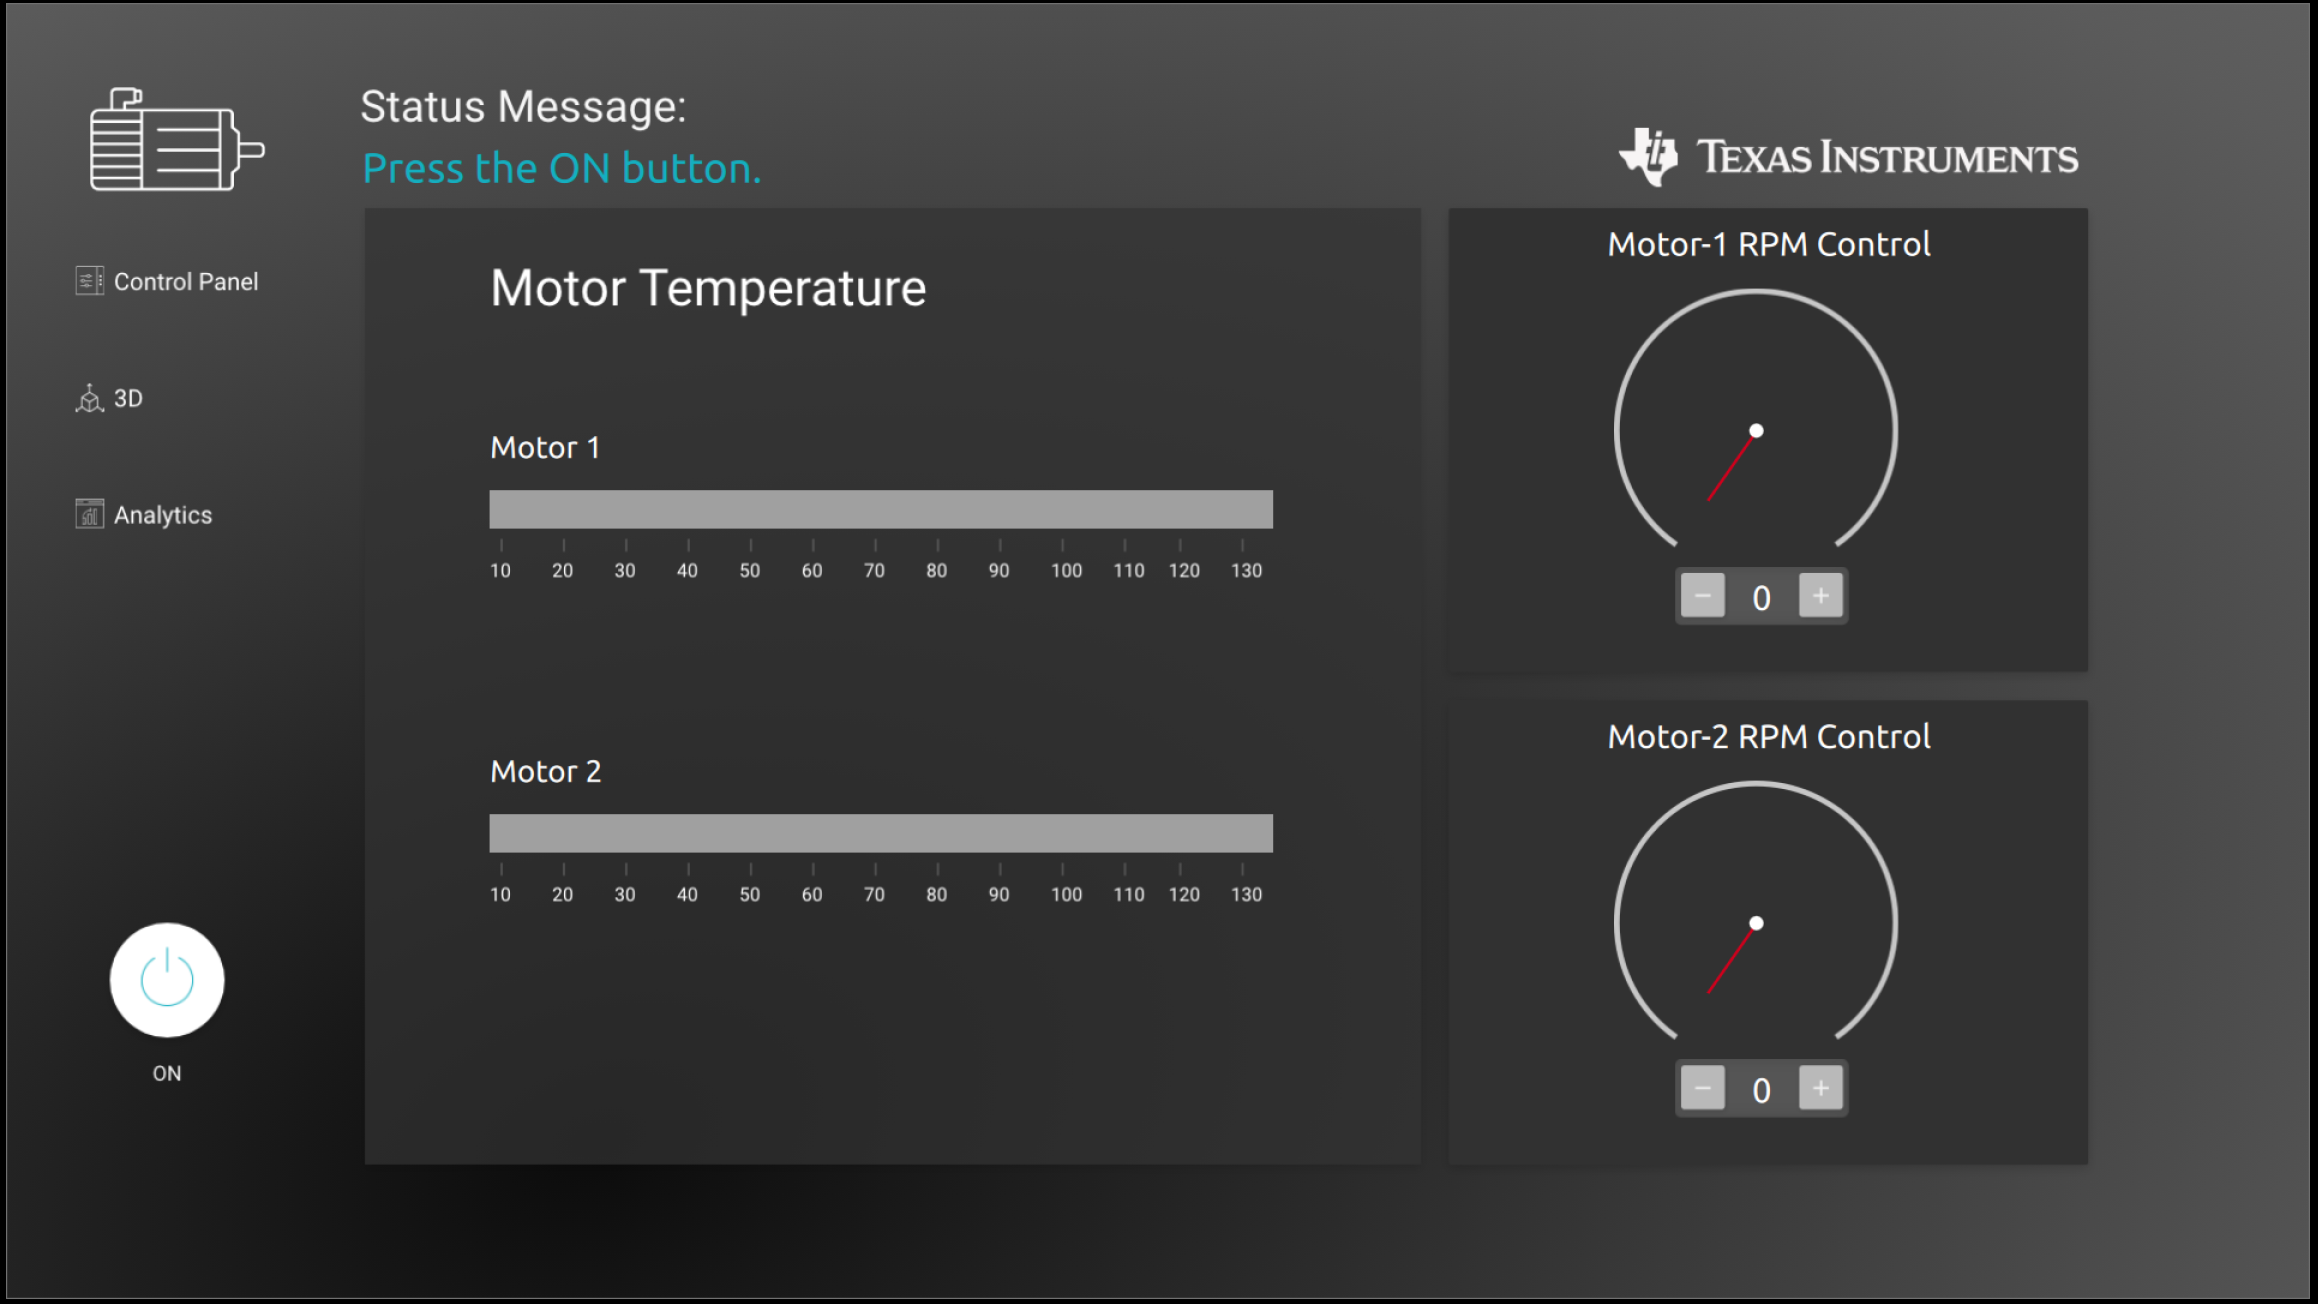 Status Message:
Press the ON button.
TEXAS INSTRUMENTS
Control Panel
3D
Analytics
ON
Motor Temperature
Motor 1
10 20 30 40 50 60 70 80 90 100 110 120 130
Motor 2
10 20 30 40 50 60 70 80 90 100 110 120 130
Motor-1 RPM Control
− 0 +
Motor-2 RPM Control
− 0 +